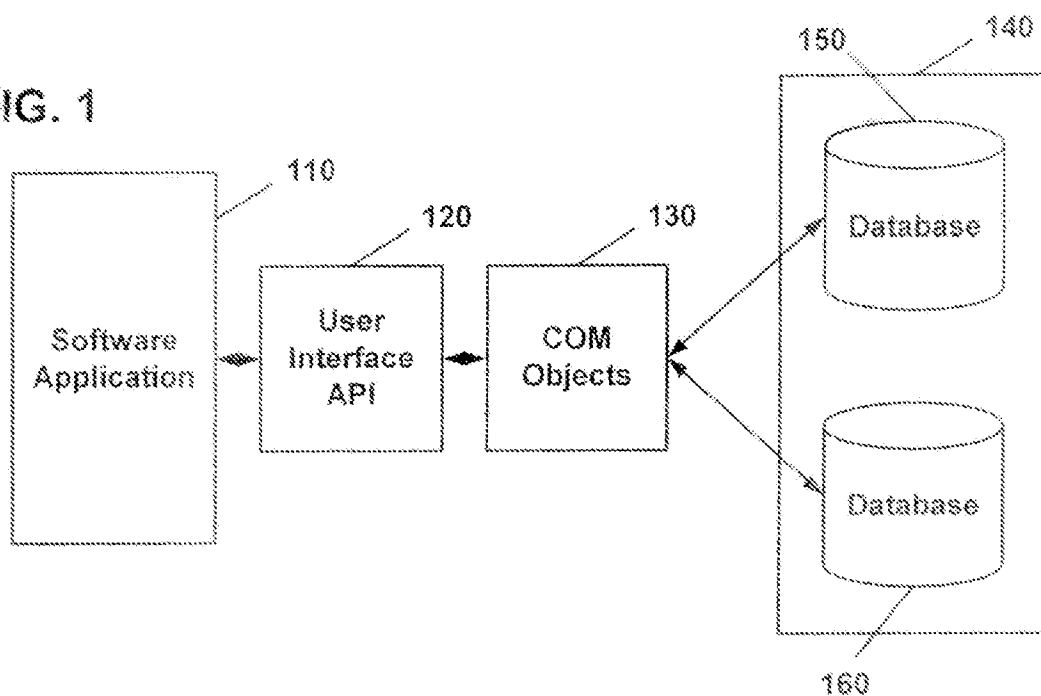 IG. 1
150
140
110
120
130
Database
Software
Application
User
Interface
API
COM
Objects
Database
160